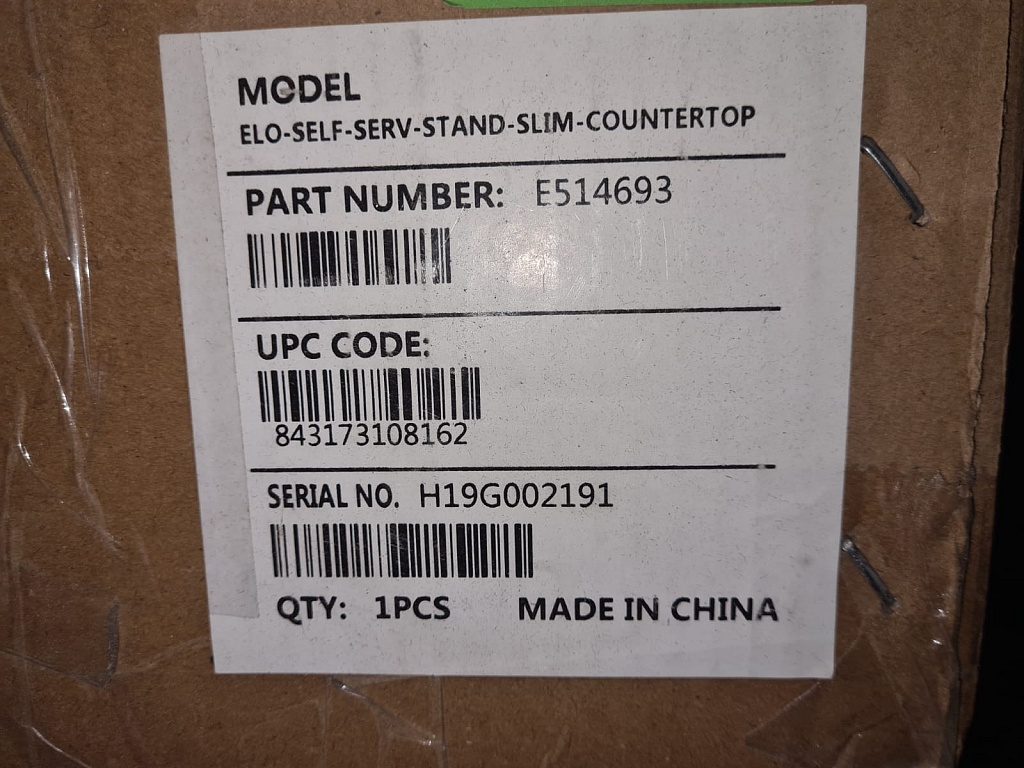 MODEL
ELO-SELF-SERV-STAND-SLIM-COUNTERTOP
PART NUMBER: E514693
UPC CODE:
843173108162
SERIAL NO. H19G002191
QTY: 1PCS MADE IN CHINA